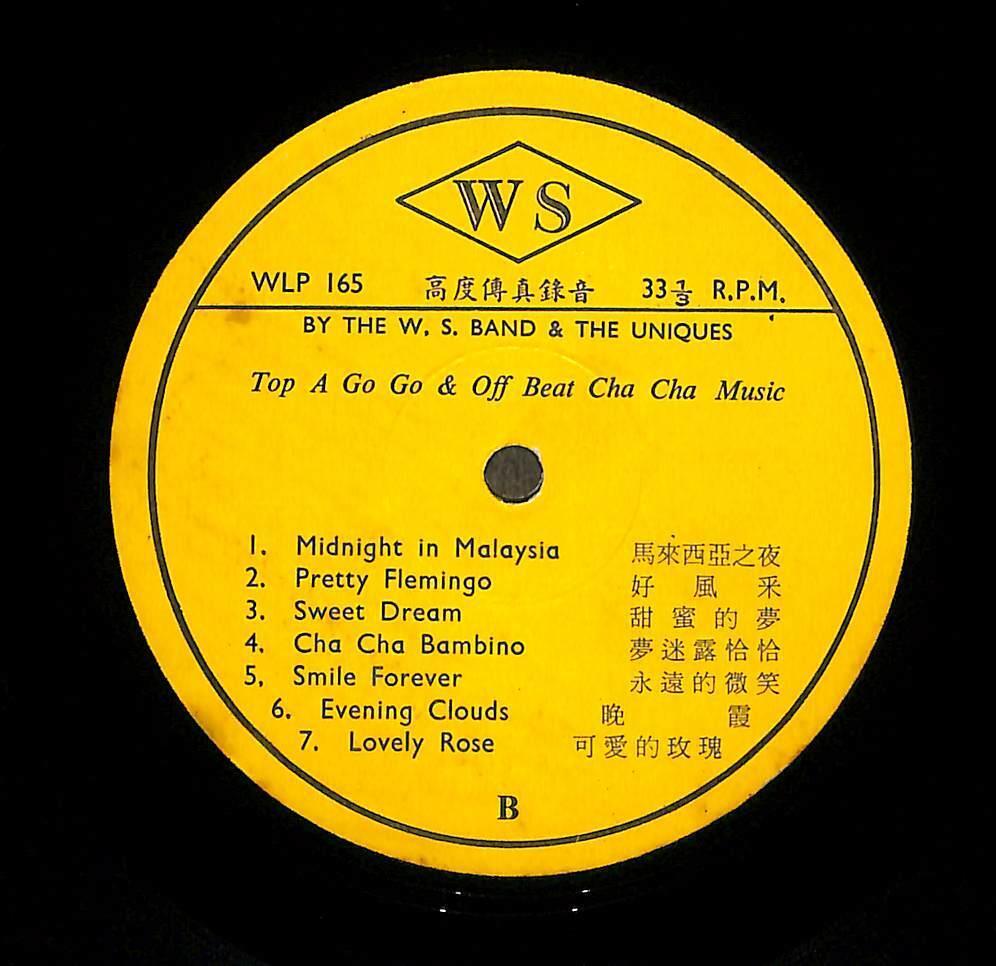 WS
WLP 165 高度傳真錄音 33⅓ R.P.M.
BY THE W. S. BAND & THE UNIQUES
Top A Go Go & Off Beat Cha Cha Music
1. Midnight in Malaysia 馬來西亞之夜
2. Pretty Flemingo 好風釆
3. Sweet Dream 甜蜜的夢
4. Cha Cha Bambino 夢迷露恰恰
5. Smile Forever 永遠的微笑
6. Evening Clouds 晚霞
7. Lovely Rose 可愛的玫瑰
B